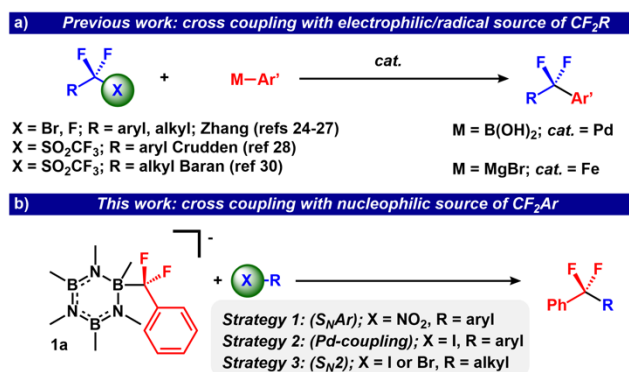 a) Previous work: cross coupling with electrophilic/radical source of CF2R
F F
R X + M–Ar' cat. F F
R Ar'
X = Br, F; R = aryl, alkyl; Zhang (refs 24-27)
X = SO2CF3; R = aryl Crudden (ref 28)
X = SO2CF3; R = alkyl Baran (ref 30)
M = B(OH)2; cat. = Pd
M = MgBr; cat. = Fe
b) This work: cross coupling with nucleophilic source of CF2Ar
-
F F
N B
B N
N B
1a
+ X-R
F F
Ph R
Strategy 1: (SNAr); X = NO2, R = aryl
Strategy 2: (Pd-coupling); X = I, R = aryl
Strategy 3: (SN2); X = I or Br, R = alkyl